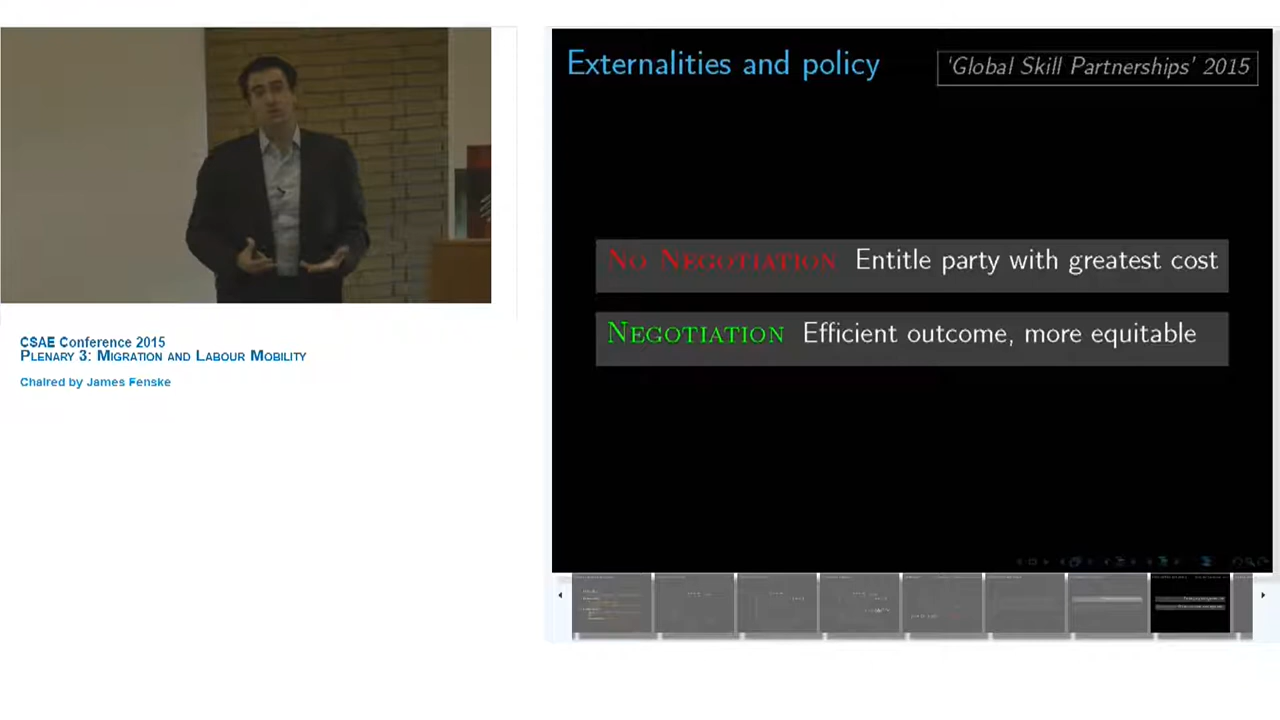 Externalities and policy
'Global Skill Partnerships' 2015
No Negotiation Entitle party with greatest cost
Negotiation Efficient outcome, more equitable
CSAE Conference 2015
Plenary 3: Migration and Labour Mobility
Chaired by James Fenske